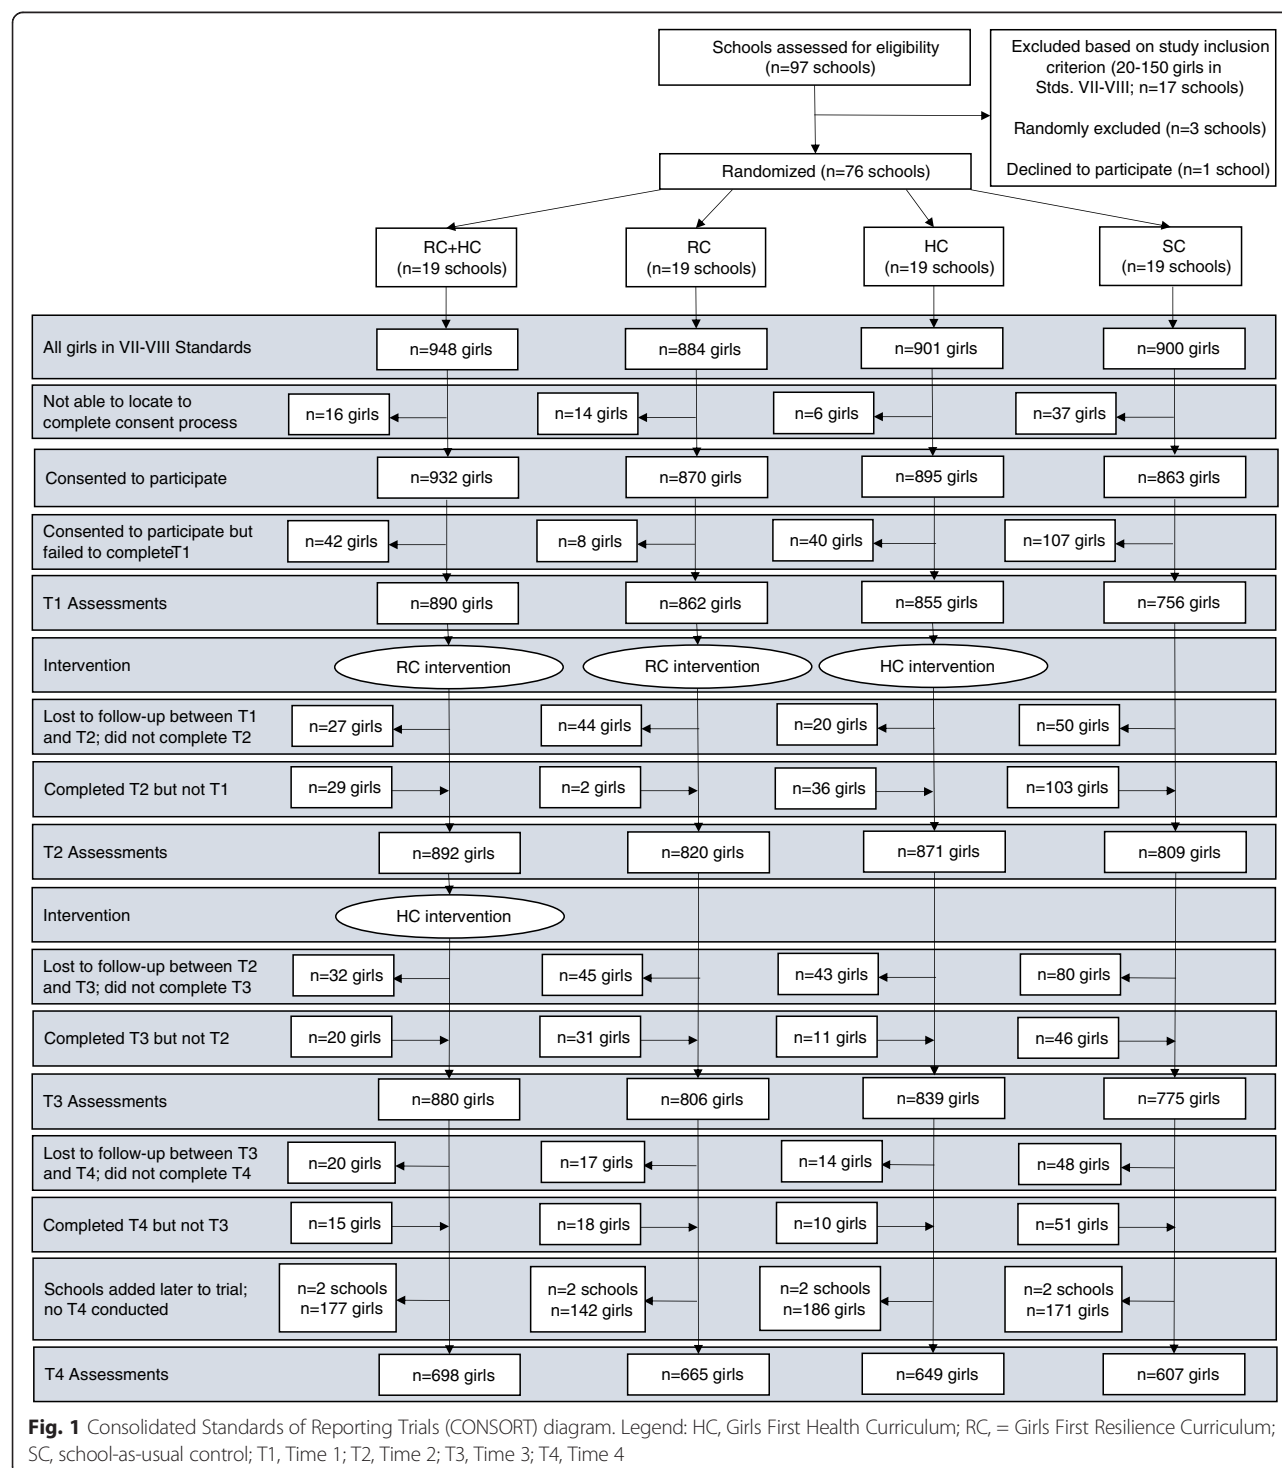 Schools assessed for eligibility
(n=97 schools)
Excluded based on study inclusion
criterion (20-150 girls in
Stds. VII-VIII; n=17 schools)
Randomly excluded (n=3 schools)
Declined to participate (n=1 school)
Randomized (n=76 schools)
RC+HC
(n=19 schools)
RC
(n=19 schools)
HC
(n=19 schools)
SC
(n=19 schools)
All girls in VII-VIII Standards
n=948 girls
n=884 girls
n=901 girls
n=900 girls
Not able to locate to
complete consent process
n=16 girls
n=14 girls
n=6 girls
n=37 girls
Consented to participate
n=932 girls
n=870 girls
n=895 girls
n=863 girls
Consented to participate but
failed to completeT1
n=42 girls
n=8 girls
n=40 girls
n=107 girls
T1 Assessments
n=890 girls
n=862 girls
n=855 girls
n=756 girls
Intervention
RC intervention
RC intervention
HC intervention
Lost to follow-up between T1
and T2; did not complete T2
n=27 girls
n=44 girls
n=20 girls
n=50 girls
Completed T2 but not T1
n=29 girls
n=2 girls
n=36 girls
n=103 girls
T2 Assessments
n=892 girls
n=820 girls
n=871 girls
n=809 girls
Intervention
HC intervention
Lost to follow-up between T2
and T3; did not complete T3
n=32 girls
n=45 girls
n=43 girls
n=80 girls
Completed T3 but not T2
n=20 girls
n=31 girls
n=11 girls
n=46 girls
T3 Assessments
n=880 girls
n=806 girls
n=839 girls
n=775 girls
Lost to follow-up between T3
and T4; did not complete T4
n=20 girls
n=17 girls
n=14 girls
n=48 girls
Completed T4 but not T3
n=15 girls
n=18 girls
n=10 girls
n=51 girls
Schools added later to trial;
no T4 conducted
n=2 schools
n=177 girls
n=2 schools
n=142 girls
n=2 schools
n=186 girls
n=2 schools
n=171 girls
T4 Assessments
n=698 girls
n=665 girls
n=649 girls
n=607 girls
Fig. 1 Consolidated Standards of Reporting Trials (CONSORT) diagram. Legend: HC, Girls First Health Curriculum; RC, = Girls First Resilience Curriculum;
SC, school-as-usual control; T1, Time 1; T2, Time 2; T3, Time 3; T4, Time 4